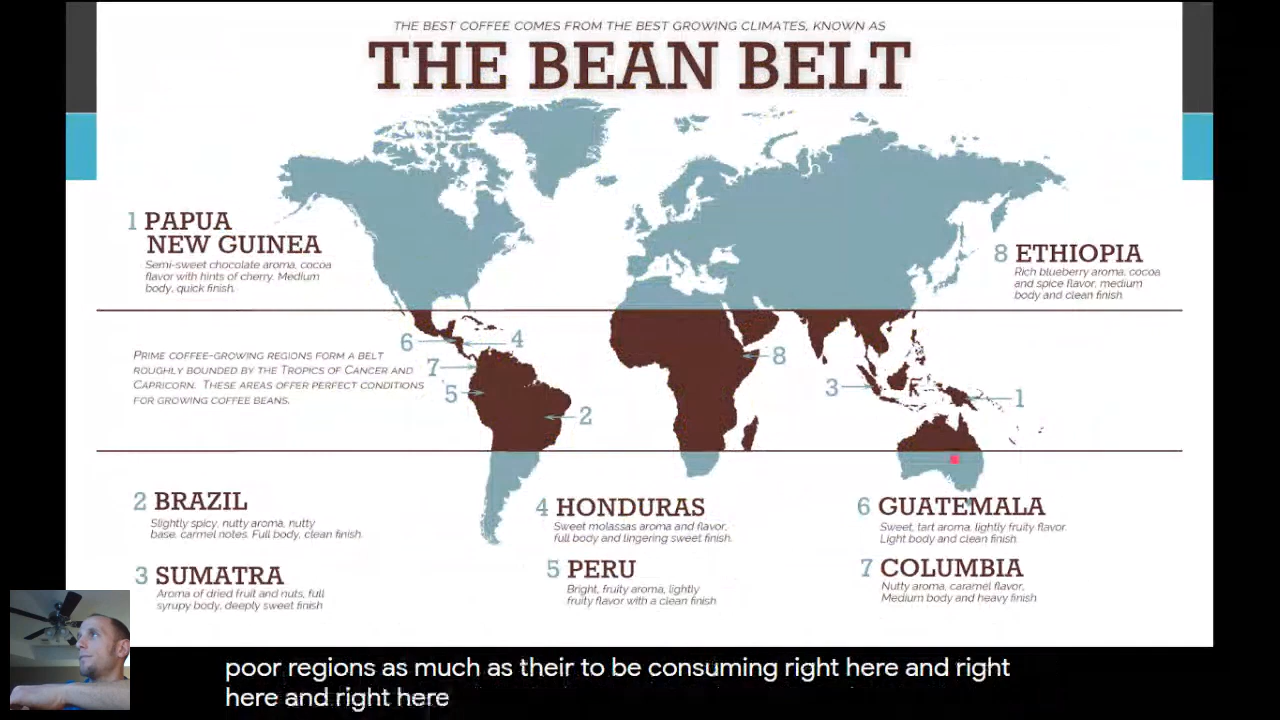 THE BEST COFFEE COMES FROM THE BEST GROWING CLIMATES, KNOWN AS
THE BEAN BELT
1 PAPUA
NEW GUINEA
Semi-sweet chocolate aroma, cocoa
flavor with hints of cherry. Medium
body, quick finish.
8 ETHIOPIA
Rich blueberry aroma, cocoa
and spice flavor, medium
body and clean finish.
PRIME COFFEE-GROWING REGIONS FORM A BELT
ROUGHLY BOUNDED BY THE TROPICS OF CANCER AND
CAPRICORN. THESE AREAS OFFER PERFECT CONDITIONS
FOR GROWING COFFEE BEANS.
6
4
7
5
2
8
3
1
2 BRAZIL
Slightly spicy, nutty aroma, nutty
base, carmel notes. Full body, clean finish.
3 SUMATRA
Aroma of dried fruit and nuts, full
syrupy body, deeply sweet finish
4 HONDURAS
Sweet molassas aroma and flavor,
full body and lingering sweet finish.
5 PERU
Bright, fruity aroma, lightly
fruity flavor with a clean finish
6 GUATEMALA
Sweet, tart aroma, lightly fruity flavor.
Light body and clean finish.
7 COLUMBIA
Nutty aroma, caramel flavor,
Medium body and heavy finish
poor regions as much as their to be consuming right here and right
here and right here